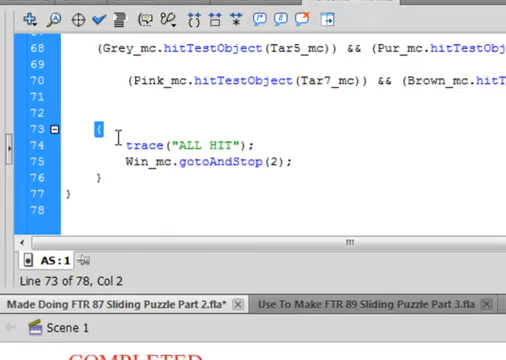 68 (Grey_mc.hitTestObject(Tar5_mc)) && (Pur_mc.hitTestObj
69
70 (Pink_mc.hitTestObject(Tar7_mc)) && (Brown_mc.hitT
71
72
73 {
74 trace("ALL HIT");
75 Win_mc.gotoAndStop(2);
76 }
77 }
78
AS:1
Line 73 of 78, Col 2
Made Doing FTR 87 Sliding Puzzle Part 2.fla* Use To Make FTR 89 Sliding Puzzle Part 3.fla
Scene 1
COMPLETED